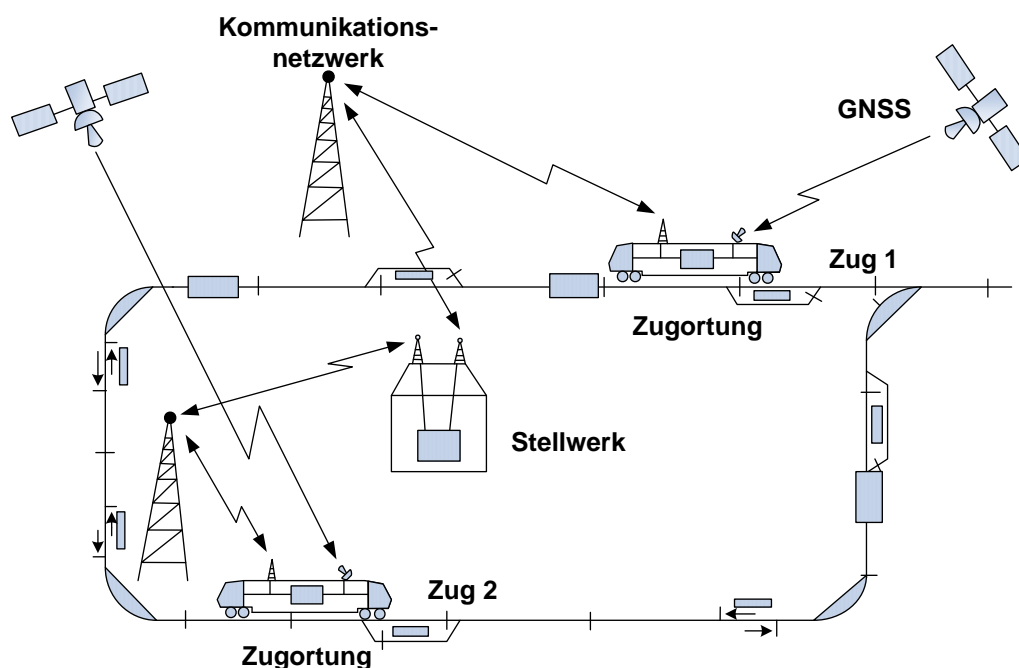 Kommunikations-
netzwerk
GNSS
Zug 1
Zugortung
Stellwerk
Zug 2
Zugortung